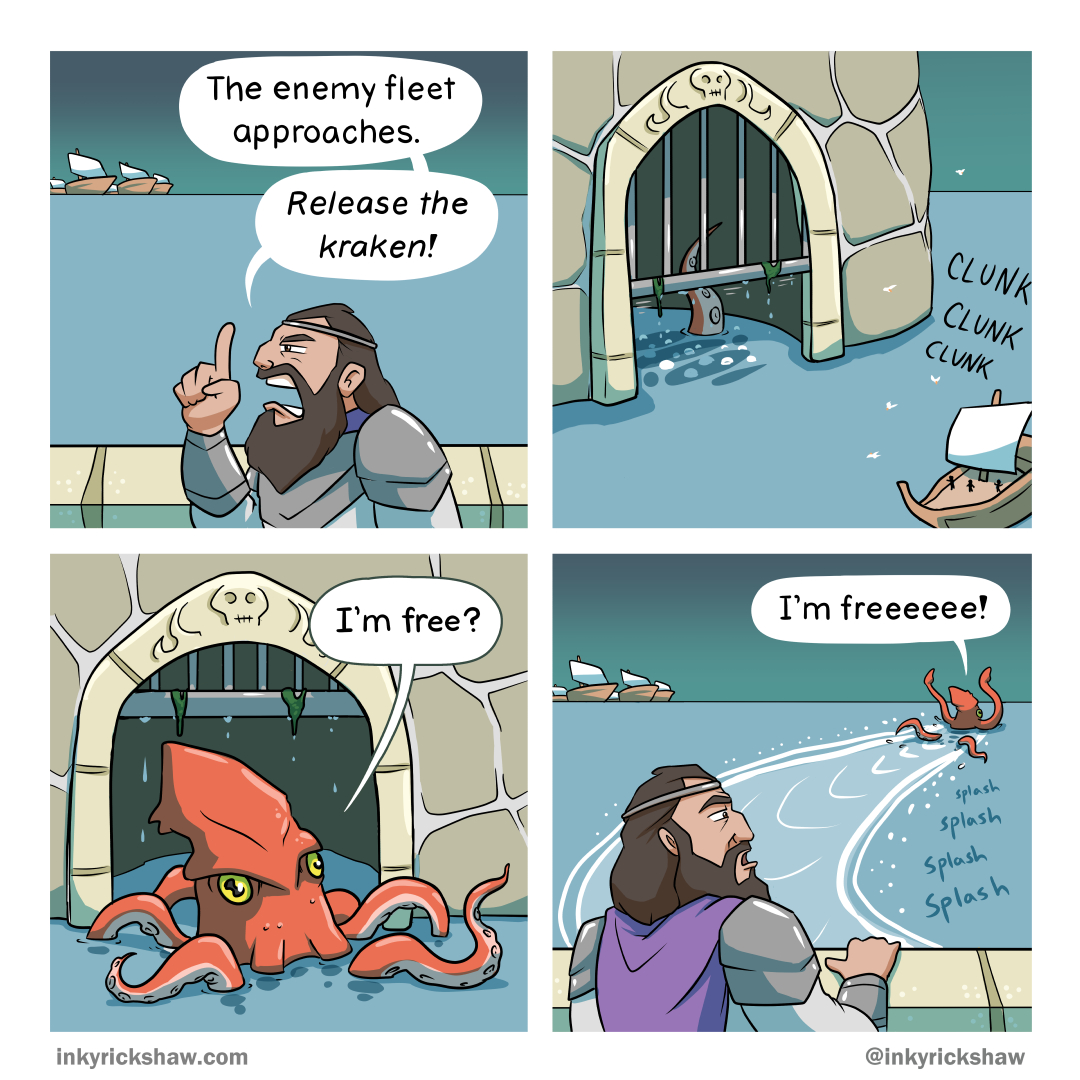 The enemy fleet
approaches.
Release the
kraken!
CLUNK
CLUNK
CLUNK
I'm free?
I'm freeeeee!
splash
splash
splash
splash
inkyrickshaw.com
@inkyrickshaw